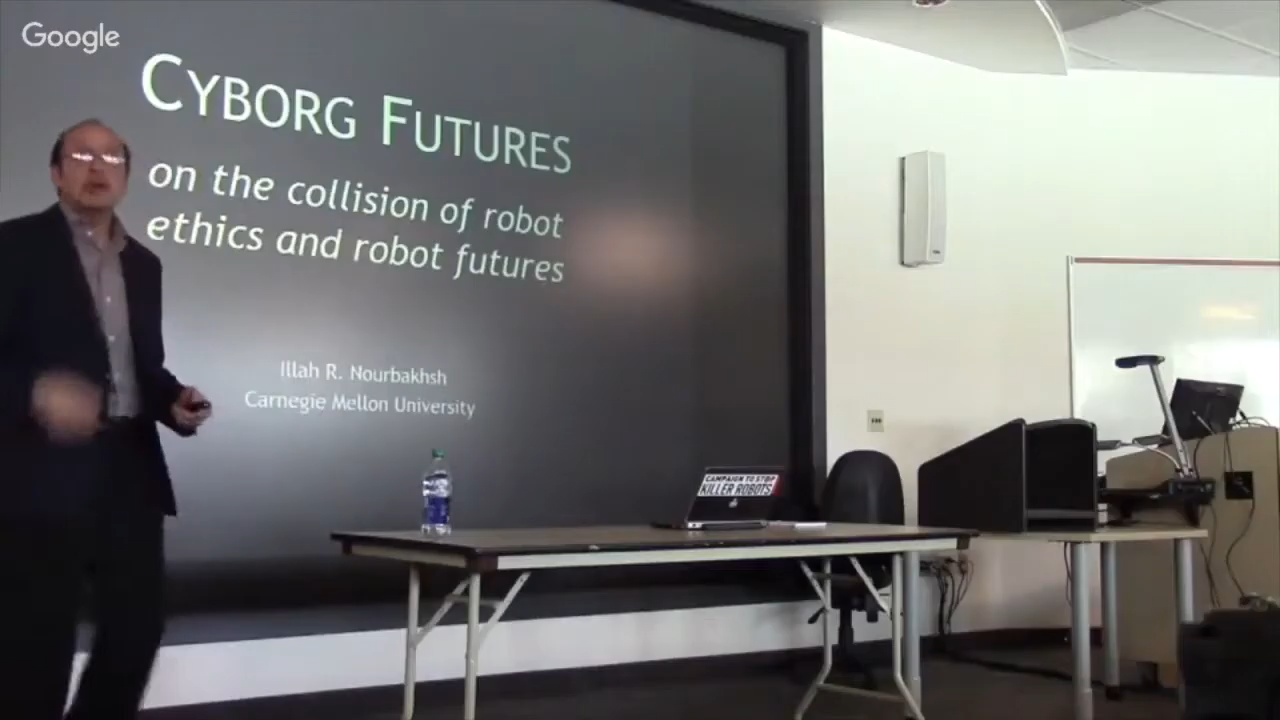 Google
CYBORG FUTURES
on the collision of robot
ethics and robot futures
Illah R. Nourbakhsh
Carnegie Mellon University
CAMPAIGN TO STOP
KILLER ROBOTS